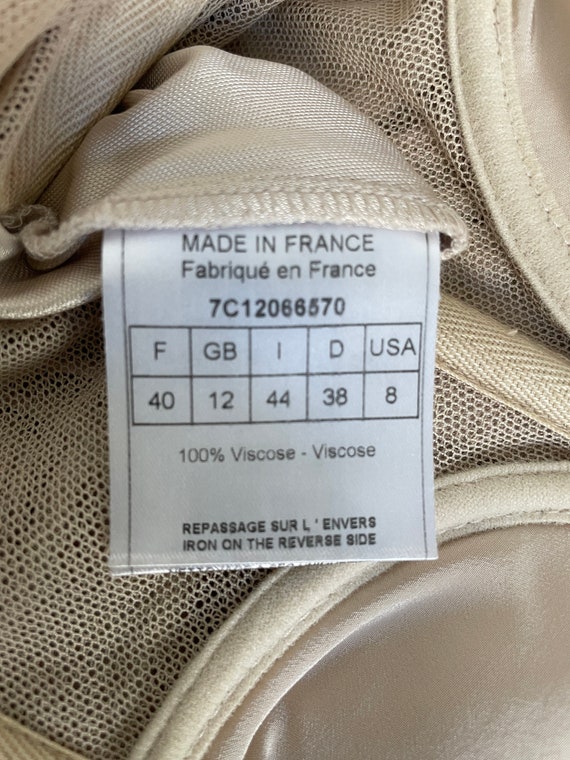 MADE IN FRANCE
Fabriqué en France
7C12066570
F GB I D USA
40 12 44 38 8
100% Viscose - Viscose
REPASSAGE SUR L ' ENVERS
IRON ON THE REVERSE SIDE